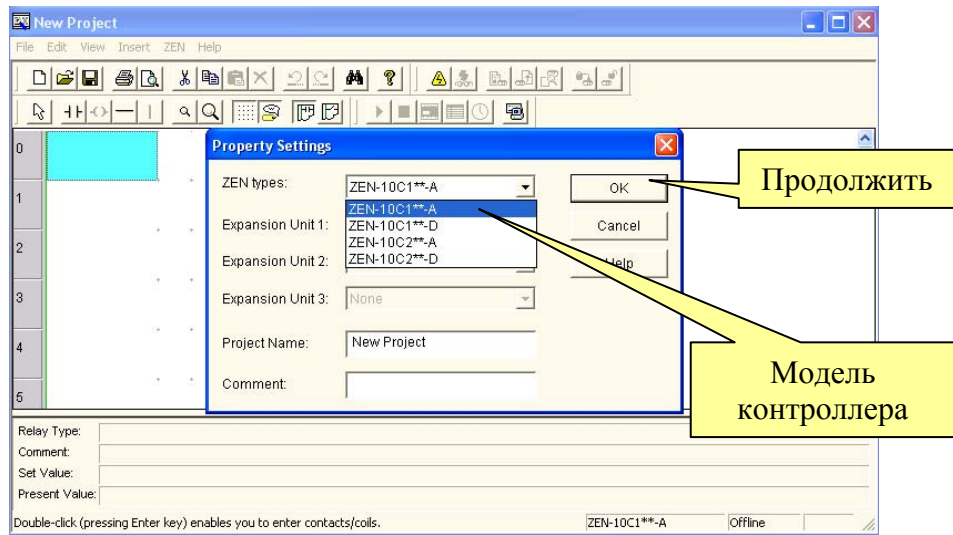 New Project
File Edit View Insert ZEN Help
0
1
2
3
4
5
Property Settings
ZEN types:
ZEN-10C1**-A
ZEN-10C1**-A
ZEN-10C1**-D
ZEN-10C2**-A
ZEN-10C2**-D
Expansion Unit 1:
Expansion Unit 2:
Expansion Unit 3:
None
Project Name:
New Project
Comment:
OK
Cancel
Help
Продолжить
Модель
контроллера
Relay Type:
Comment:
Set Value:
Present Value:
Double-click (pressing Enter key) enables you to enter contacts/coils.
ZEN-10C1**-A
Offline